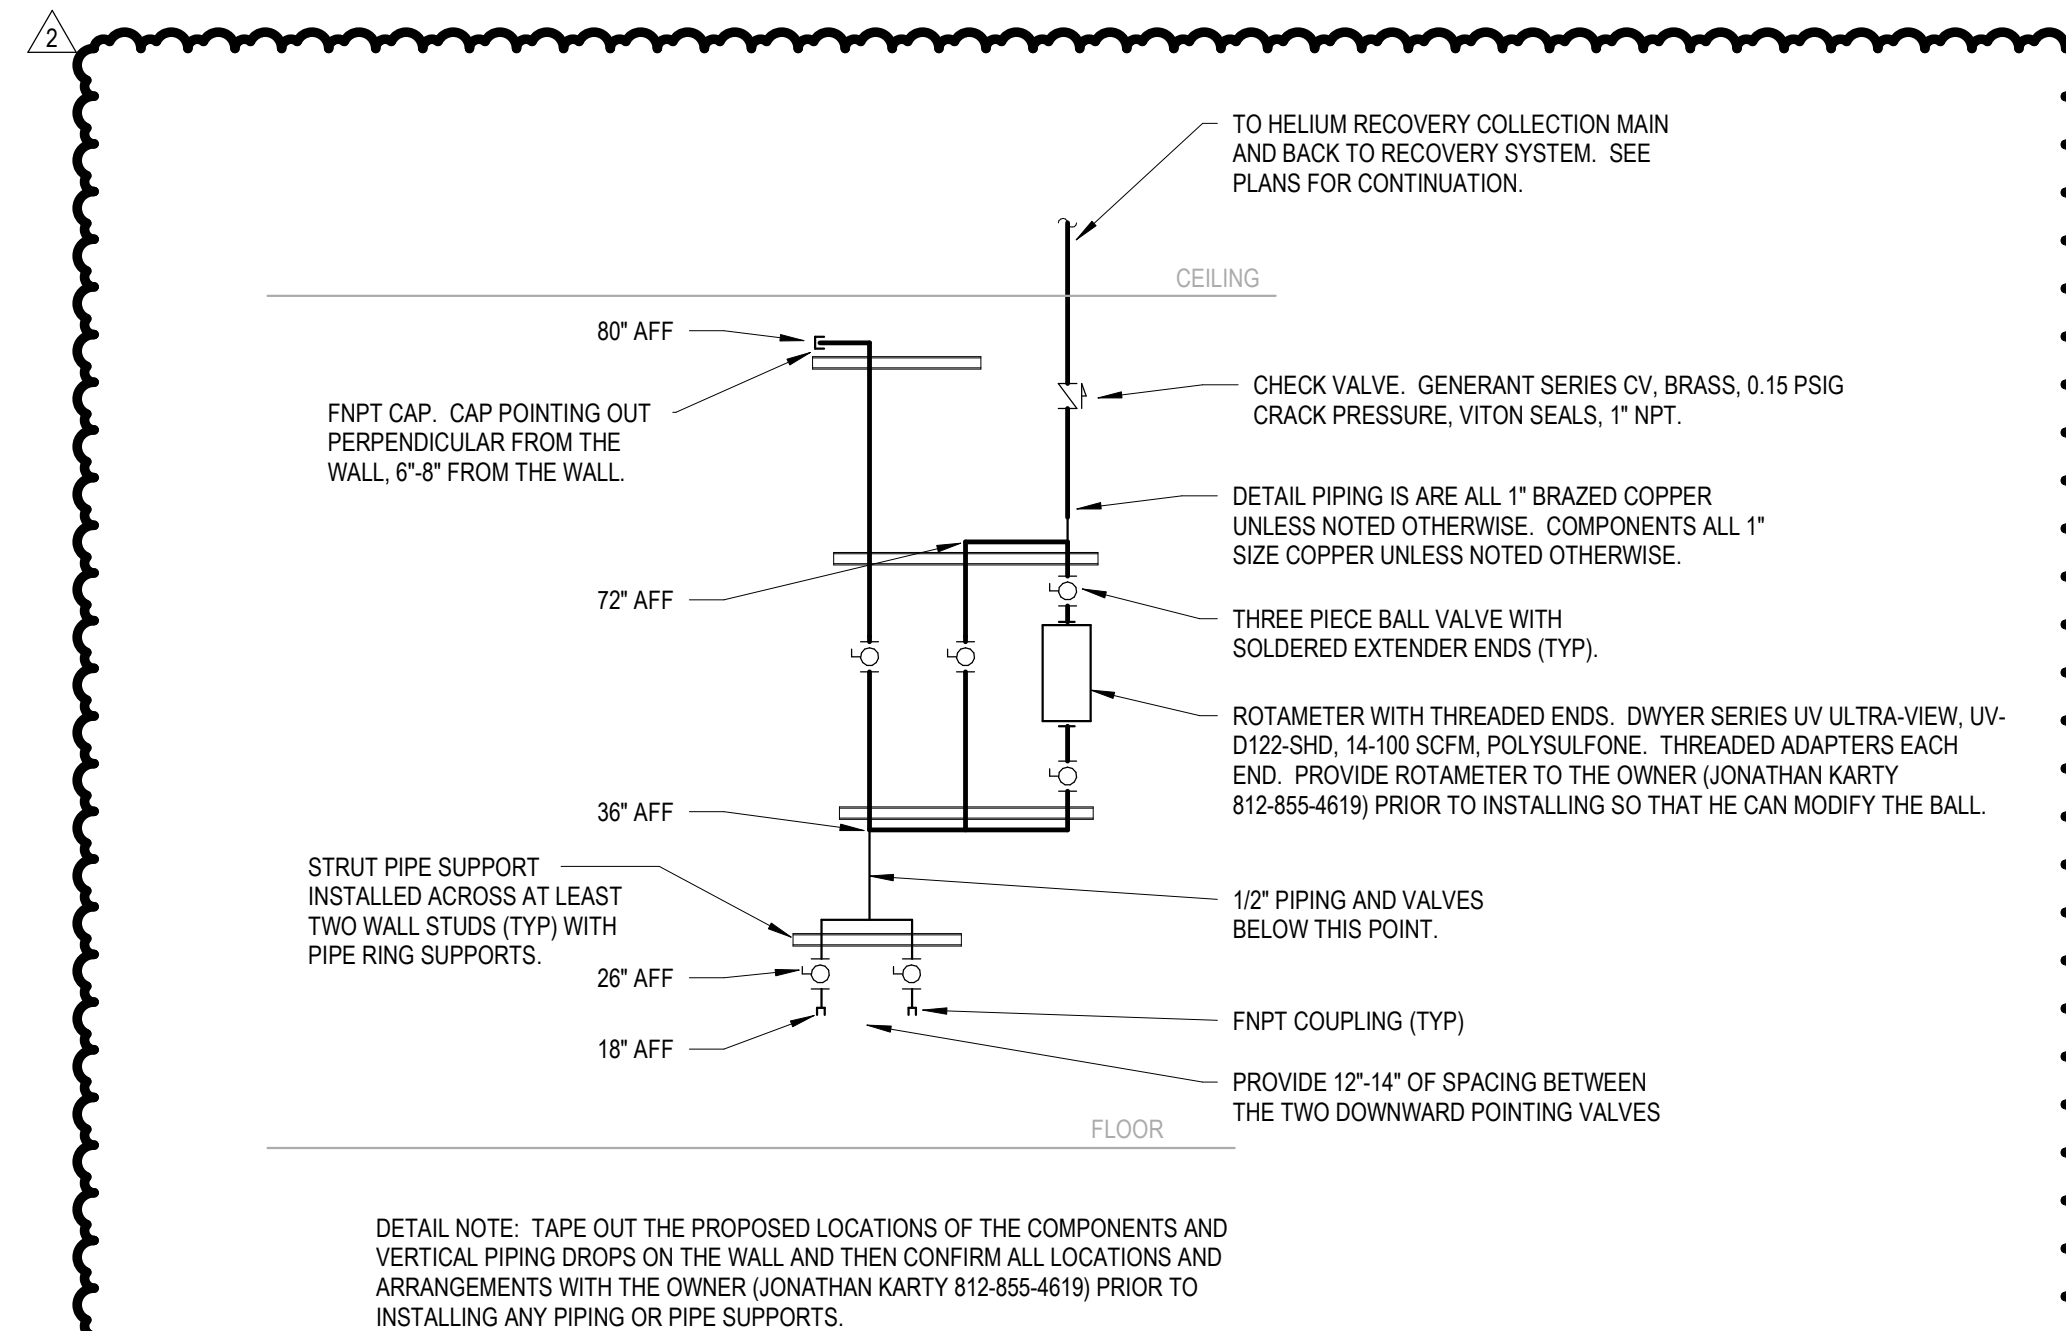 2
TO HELIUM RECOVERY COLLECTION MAIN
AND BACK TO RECOVERY SYSTEM.  SEE
PLANS FOR CONTINUATION.
CEILING
80" AFF
FNPT CAP.  CAP POINTING OUT
PERPENDICULAR FROM THE
WALL, 6"-8" FROM THE WALL.
CHECK VALVE.  GENERANT SERIES CV, BRASS, 0.15 PSIG
CRACK PRESSURE, VITON SEALS, 1" NPT.
DETAIL PIPING IS ARE ALL 1" BRAZED COPPER
UNLESS NOTED OTHERWISE.  COMPONENTS ALL 1"
SIZE COPPER UNLESS NOTED OTHERWISE.
72" AFF
THREE PIECE BALL VALVE WITH
SOLDERED EXTENDER ENDS (TYP).
ROTAMETER WITH THREADED ENDS.  DWYER SERIES UV ULTRA-VIEW, UV-
D122-SHD, 14-100 SCFM, POLYSULFONE.  THREADED ADAPTERS EACH
END.  PROVIDE ROTAMETER TO THE OWNER (JONATHAN KARTY
812-855-4619) PRIOR TO INSTALLING SO THAT HE CAN MODIFY THE BALL.
36" AFF
STRUT PIPE SUPPORT
INSTALLED ACROSS AT LEAST
TWO WALL STUDS (TYP) WITH
PIPE RING SUPPORTS.
1/2" PIPING AND VALVES
BELOW THIS POINT.
26" AFF
FNPT COUPLING (TYP)
18" AFF
PROVIDE 12"-14" OF SPACING BETWEEN
THE TWO DOWNWARD POINTING VALVES
FLOOR
DETAIL NOTE:  TAPE OUT THE PROPOSED LOCATIONS OF THE COMPONENTS AND
VERTICAL PIPING DROPS ON THE WALL AND THEN CONFIRM ALL LOCATIONS AND
ARRANGEMENTS WITH THE OWNER (JONATHAN KARTY 812-855-4619) PRIOR TO
INSTALLING ANY PIPING OR PIPE SUPPORTS.